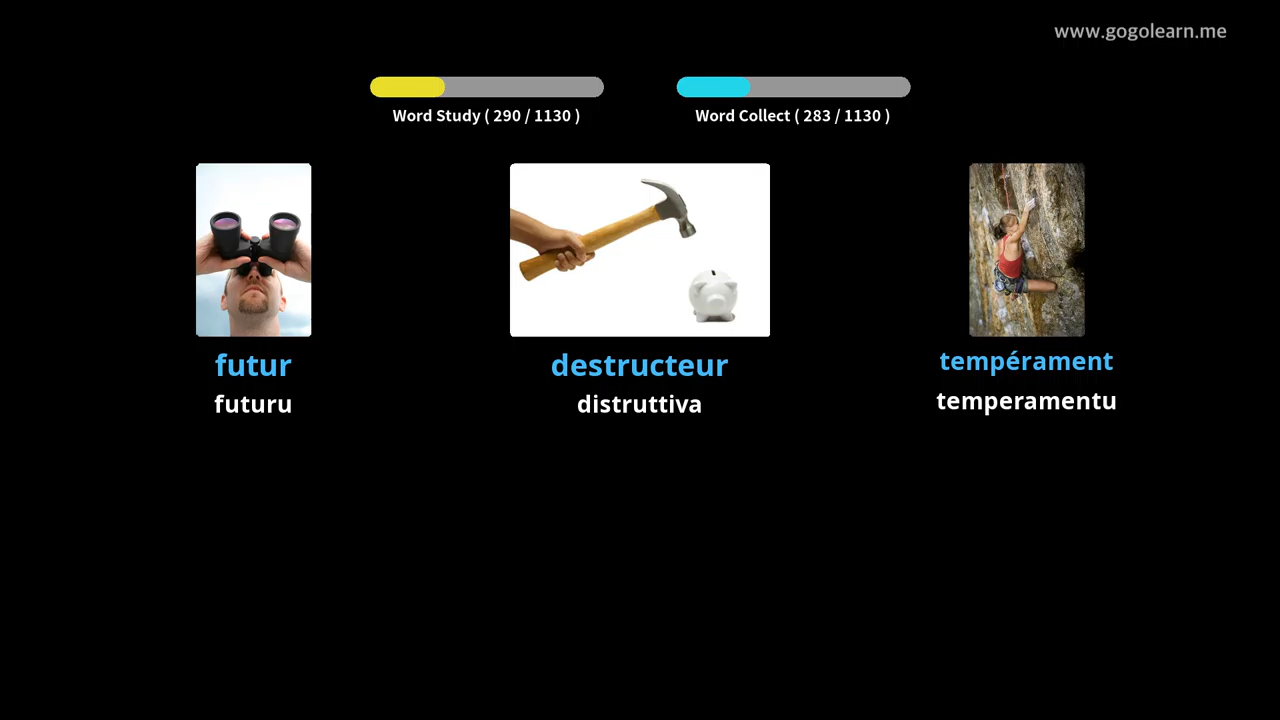 www.gogolearn.me
Word Study ( 290 / 1130 )
Word Collect ( 283 / 1130 )
futur
futuru
destructeur
distruttiva
tempérament
temperamentu